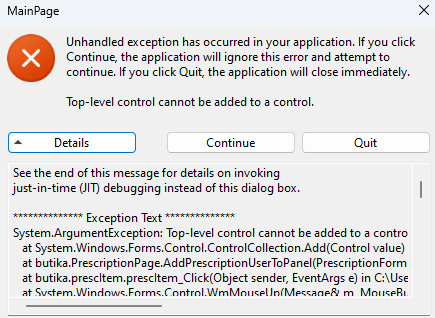 MainPage
Unhandled exception has occurred in your application. If you click
Continue, the application will ignore this error and attempt to
continue. If you click Quit, the application will close immediately.
Top-level control cannot be added to a control.
Details
Continue
Quit
See the end of this message for details on invoking
just-in-time (JIT) debugging instead of this dialog box.
************** Exception Text **************
System.ArgumentException: Top-level control cannot be added to a contro
at System.Windows.Forms.Control.ControlCollection.Add(Control value)
at butika.PrescriptionPage.AddPrescriptionUserToPanel(PrescriptionForm
at butika.prescItem.prescItem_Click(Object sender, EventArgs e) in C:\Use
at System.Windows.Forms.Control.WmMouseUp(Message& m, MouseBu